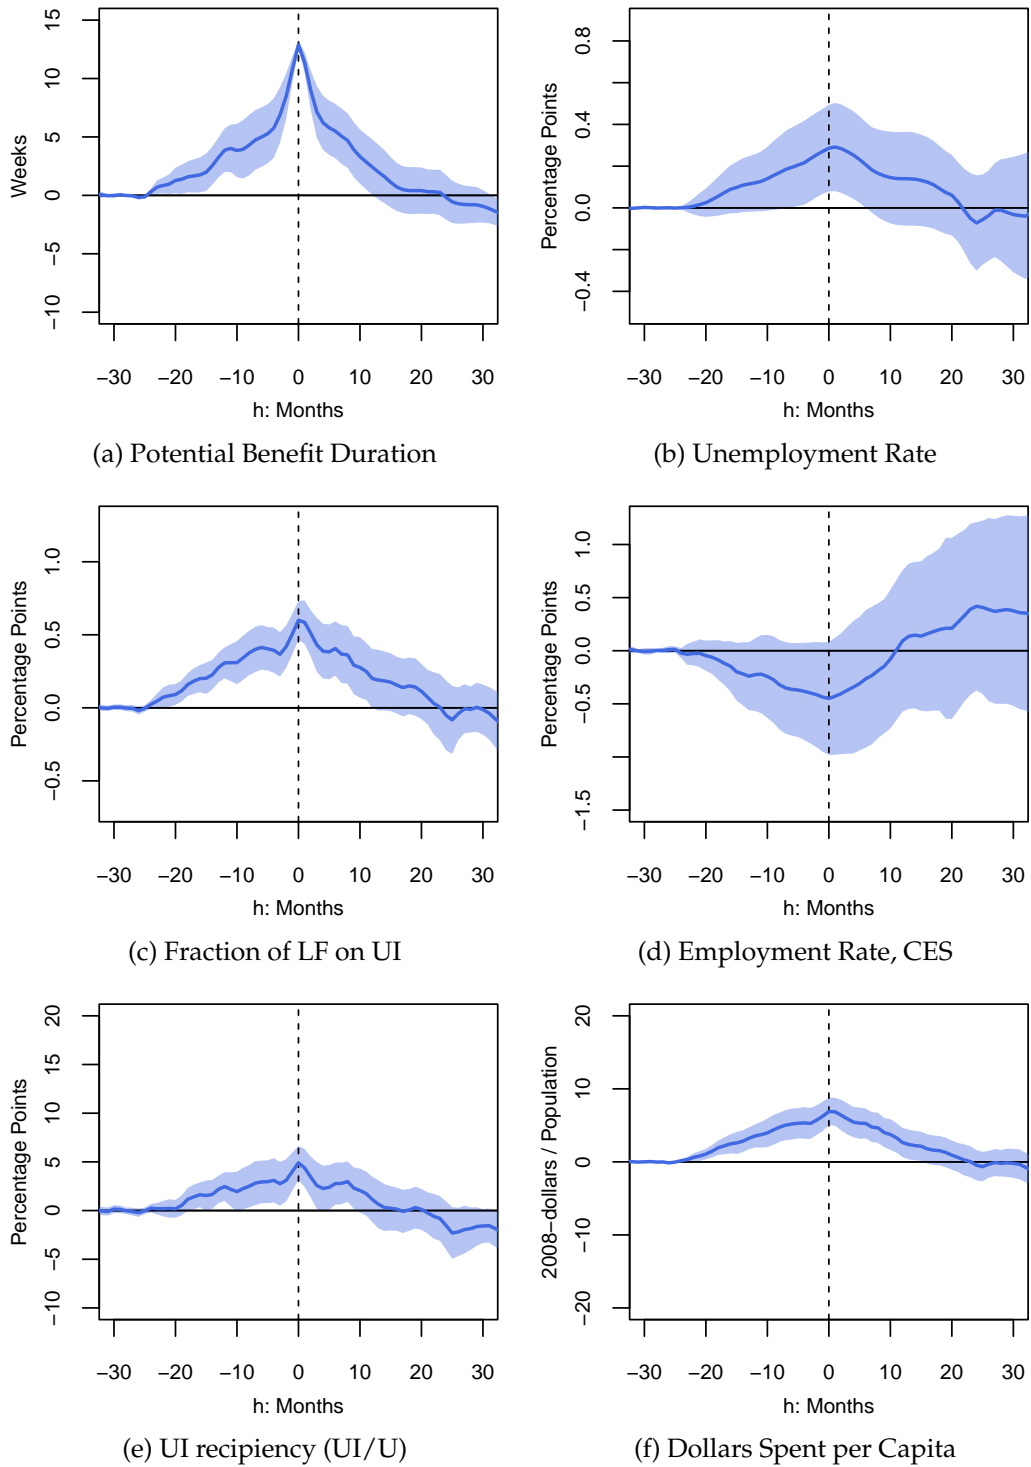 15
10
5
0
−5
−10
Weeks
−30 −20 −10 0 10 20 30
h: Months
(a) Potential Benefit Duration
0.8
0.4
0.0
−0.4
Percentage Points
−30 −20 −10 0 10 20 30
h: Months
(b) Unemployment Rate
1.0
0.5
0.0
−0.5
Percentage Points
−30 −20 −10 0 10 20 30
h: Months
(c) Fraction of LF on UI
1.0
0.5
0.0
−0.5
−1.5
Percentage Points
−30 −20 −10 0 10 20 30
h: Months
(d) Employment Rate, CES
20
15
10
5
0
−5
−10
Percentage Points
−30 −20 −10 0 10 20 30
h: Months
(e) UI recipiency (UI/U)
20
10
0
−10
−20
2008−dollars / Population
−30 −20 −10 0 10 20 30
h: Months
(f) Dollars Spent per Capita